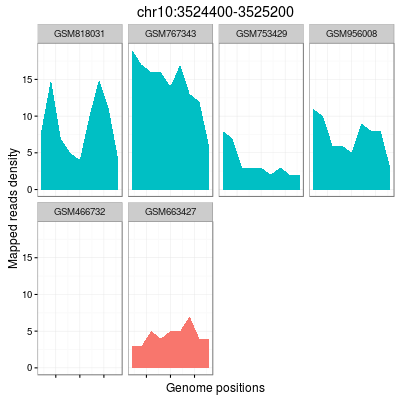 chr10:3524400-3525200
GSM818031 GSM767343 GSM753429 GSM956008
15
10
5
0
GSM466732 GSM663427
15
10
5
0
Mapped reads density
Genome positions